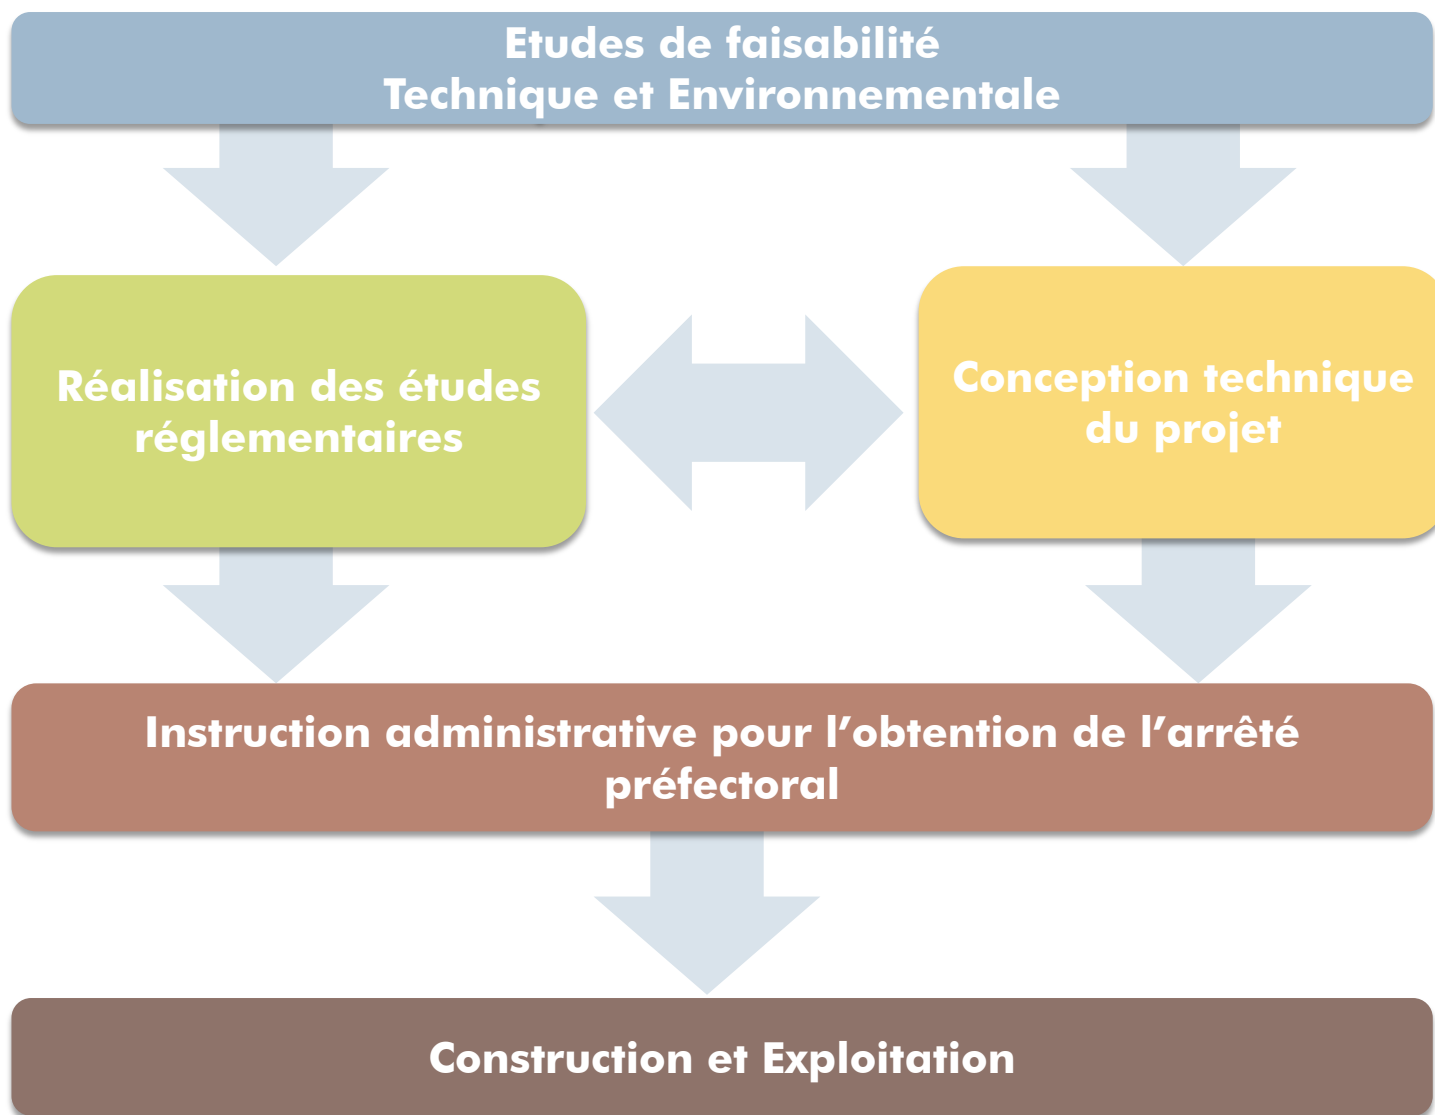 Etudes de faisabilité
Technique et Environnementale
Réalisation des études
réglementaires
Conception technique
du projet
Instruction administrative pour l’obtention de l’arrêté
préfectoral
Construction et Exploitation